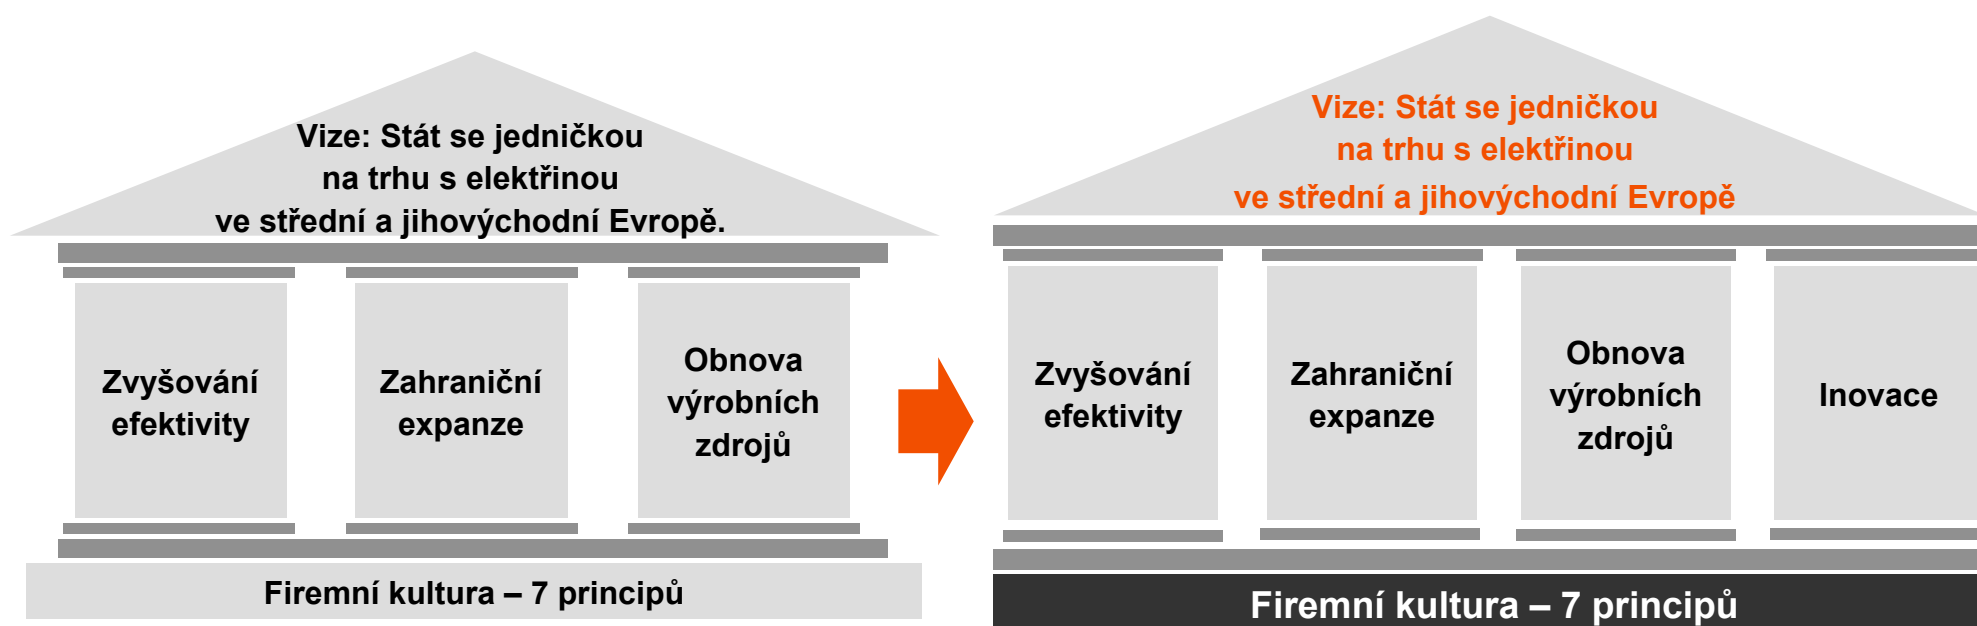 Vize: Stát se jedničkou
na trhu s elektřinou
ve střední a jihovýchodní Evropě.
Zvyšování
efektivity
Zahraniční
expanze
Obnova
výrobních
zdrojů
Firemní kultura – 7 principů
Vize: Stát se jedničkou
na trhu s elektřinou
ve střední a jihovýchodní Evropě
Zvyšování
efektivity
Zahraniční
expanze
Obnova
výrobních
zdrojů
Inovace
Firemní kultura – 7 principů